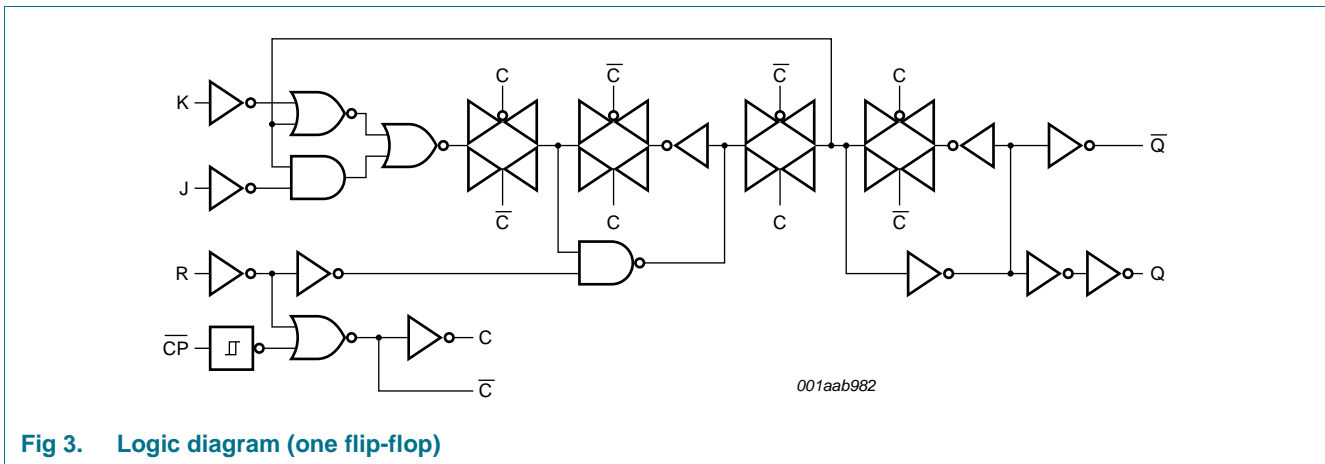 C
C̅
C̅
C
K
Q̅
J
C̅
C
C
C̅
R
Q
C̅P̅
C
C̅
001aab982
Fig 3. Logic diagram (one flip-flop)